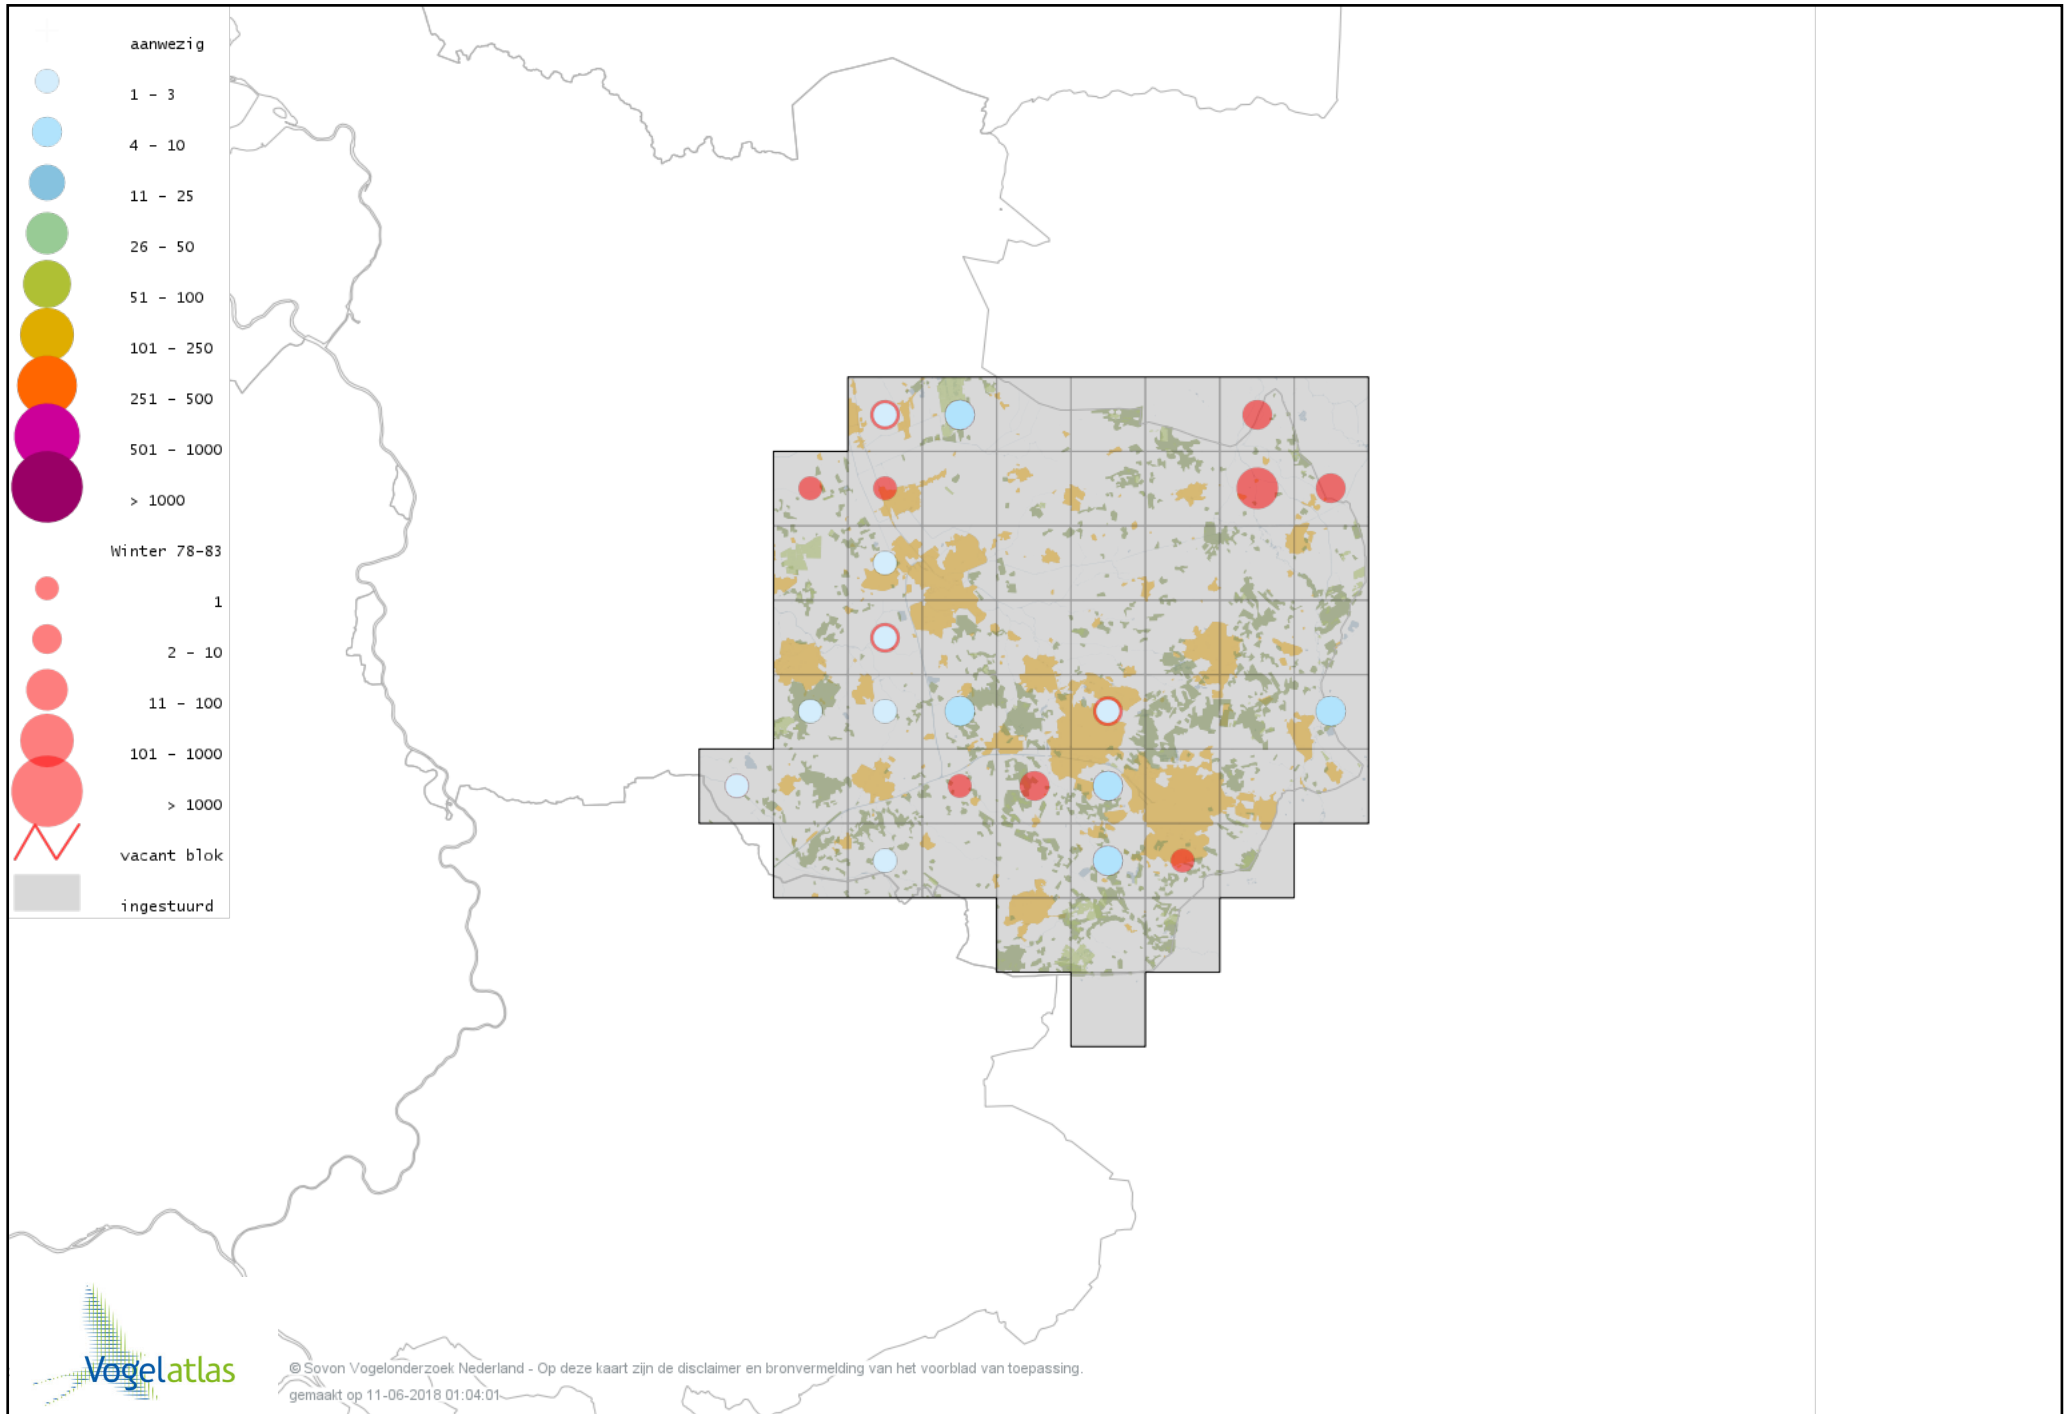 aanwezig
1 - 3
4 - 10
11 - 25
26 - 50
51 - 100
101 - 250
251 - 500
501 - 1000
> 1000
Winter 78-83
1
2 - 10
11 - 100
101 - 1000
> 1000
vacant blok
ingestuurd
Vogelatlas
© Sovon Vogelonderzoek Nederland - Op deze kaart zijn de disclaimer en bronvermelding van het voorblad van toepassing.
gemaakt op 11-06-2018 01:04:01